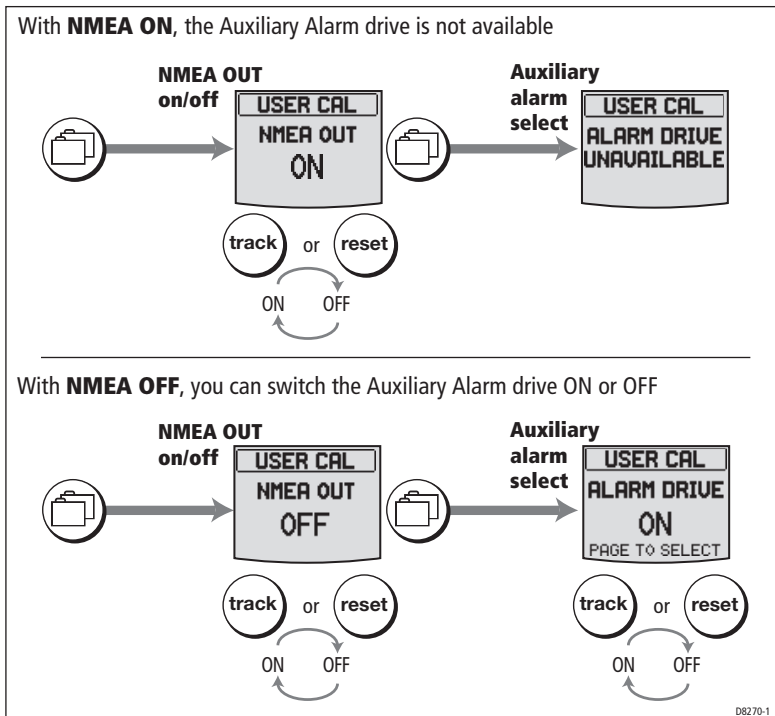 With NMEA ON, the Auxiliary Alarm drive is not available
NMEA OUT
on/off
USER CAL
NMEA OUT
ON
Auxiliary
alarm
select
USER CAL
ALARM DRIVE
UNAVAILABLE
track or reset
ON OFF
With NMEA OFF, you can switch the Auxiliary Alarm drive ON or OFF
NMEA OUT
on/off
USER CAL
NMEA OUT
OFF
Auxiliary
alarm
select
USER CAL
ALARM DRIVE
ON
PAGE TO SELECT
track or reset
ON OFF
track or reset
ON OFF
D8270-1